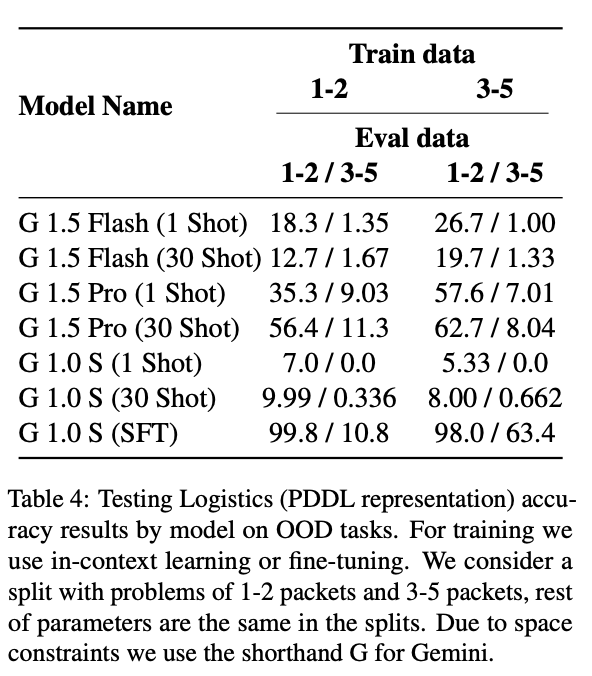 Train data
Model Name
1-2 3-5
Eval data
1-2 / 3-5 1-2 / 3-5
G 1.5 Flash (1 Shot) 18.3 / 1.35 26.7 / 1.00
G 1.5 Flash (30 Shot) 12.7 / 1.67 19.7 / 1.33
G 1.5 Pro (1 Shot) 35.3 / 9.03 57.6 / 7.01
G 1.5 Pro (30 Shot) 56.4 / 11.3 62.7 / 8.04
G 1.0 S (1 Shot) 7.0 / 0.0 5.33 / 0.0
G 1.0 S (30 Shot) 9.99 / 0.336 8.00 / 0.662
G 1.0 S (SFT) 99.8 / 10.8 98.0 / 63.4
Table 4: Testing Logistics (PDDL representation) accu-
racy results by model on OOD tasks. For training we
use in-context learning or fine-tuning. We consider a
split with problems of 1-2 packets and 3-5 packets, rest
of parameters are the same in the splits. Due to space
constraints we use the shorthand G for Gemini.